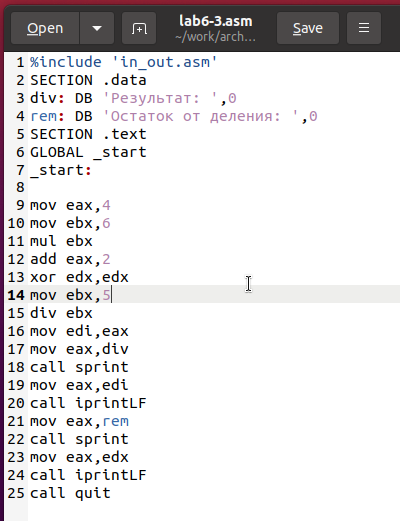 Open
lab6-3.asm
~/work/arch…
Save
1 %include 'in_out.asm'
2 SECTION .data
3 div: DB 'Результат: ',0
4 rem: DB 'Остаток от деления: ',0
5 SECTION .text
6 GLOBAL _start
7 _start:
8
9 mov eax,4
10 mov ebx,6
11 mul ebx
12 add eax,2
13 xor edx,edx
14 mov ebx,5
15 div ebx
16 mov edi,eax
17 mov eax,div
18 call sprint
19 mov eax,edi
20 call iprintLF
21 mov eax,rem
22 call sprint
23 mov eax,edx
24 call iprintLF
25 call quit